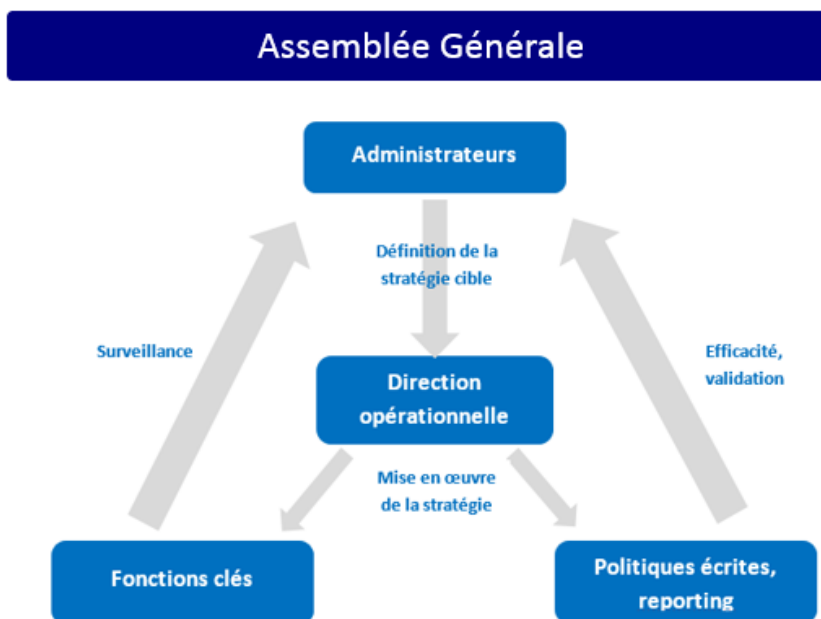 Assemblée Générale
Administrateurs
Définition de la
stratégie cible
Surveillance
Efficacité,
validation
Direction
opérationnelle
Mise en œuvre
de la stratégie
Fonctions clés
Politiques écrites,
reporting